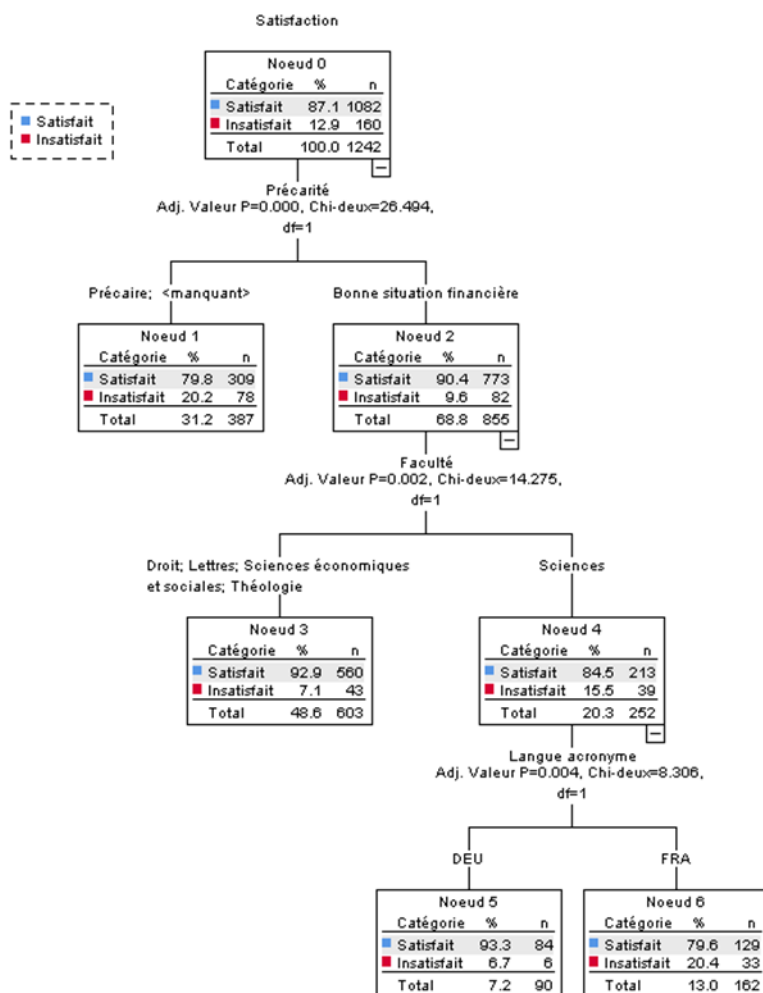 Satisfaction
Satisfait
Insatisfait
Noeud 0
Catégorie % n
Satisfait 87.1 1082
Insatisfait 12.9 160
Total 100.0 1242
Précarité
Adj. Valeur P=0.000, Chi-deux=26.494,
df=1
Précaire; <manquant>
Bonne situation financière
Noeud 1
Catégorie % n
Satisfait 79.8 309
Insatisfait 20.2 78
Total 31.2 387
Noeud 2
Catégorie % n
Satisfait 90.4 773
Insatisfait 9.6 82
Total 68.8 855
Faculté
Adj. Valeur P=0.002, Chi-deux=14.275,
df=1
Droit; Lettres; Sciences économiques
et sociales; Théologie
Sciences
Noeud 3
Catégorie % n
Satisfait 92.9 560
Insatisfait 7.1 43
Total 48.6 603
Noeud 4
Catégorie % n
Satisfait 84.5 213
Insatisfait 15.5 39
Total 20.3 252
Langue acronyme
Adj. Valeur P=0.004, Chi-deux=8.306,
df=1
DEU
FRA
Noeud 5
Catégorie % n
Satisfait 93.3 84
Insatisfait 6.7 6
Total 7.2 90
Noeud 6
Catégorie % n
Satisfait 79.6 129
Insatisfait 20.4 33
Total 13.0 162